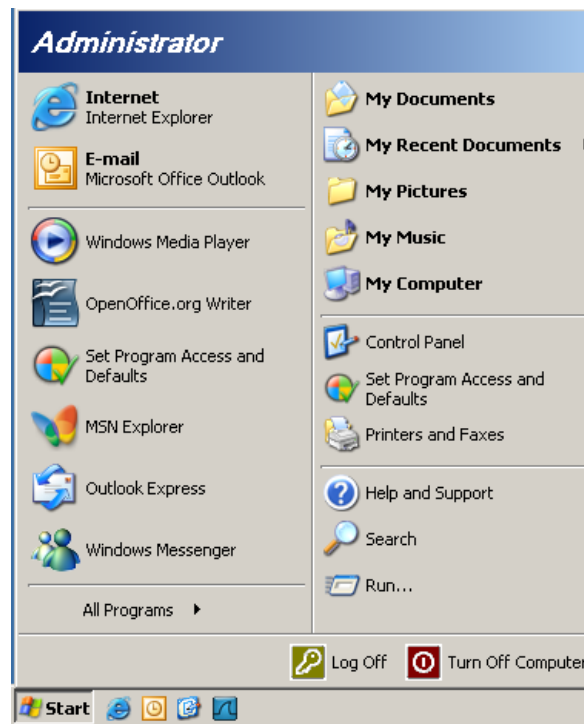 Administrator
Internet
Internet Explorer
E-mail
Microsoft Office Outlook
Windows Media Player
OpenOffice.org Writer
Set Program Access and
Defaults
MSN Explorer
Outlook Express
Windows Messenger
All Programs
My Documents
My Recent Documents
My Pictures
My Music
My Computer
Control Panel
Set Program Access and
Defaults
Printers and Faxes
Help and Support
Search
Run...
Log Off
Turn Off Computer
Start